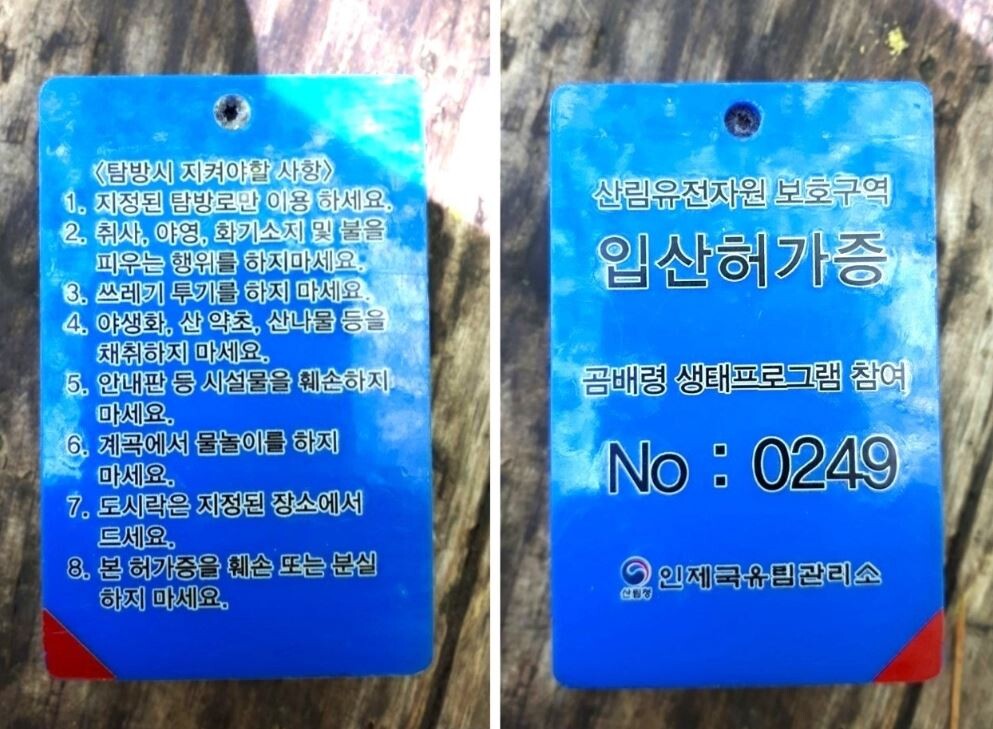 〈탐방시 지켜야할 사항〉
1. 지정된 탐방로만 이용 하세요.
2. 취사, 야영, 화기소지 및 불을
피우는 행위를 하지마세요.
3. 쓰레기 투기를 하지 마세요.
4. 야생화, 산 약초, 산나물 등을
채취하지 마세요.
5. 안내판 등 시설물을 훼손하지
마세요.
6. 계곡에서 물놀이를 하지
마세요.
7. 도시락은 지정된 장소에서
드세요.
8. 본 허가증을 훼손 또는 분실
하지 마세요.
산림유전자원 보호구역
입산허가증
곰배령 생태프로그램 참여
No : 0249
산림청 인제국유림관리소